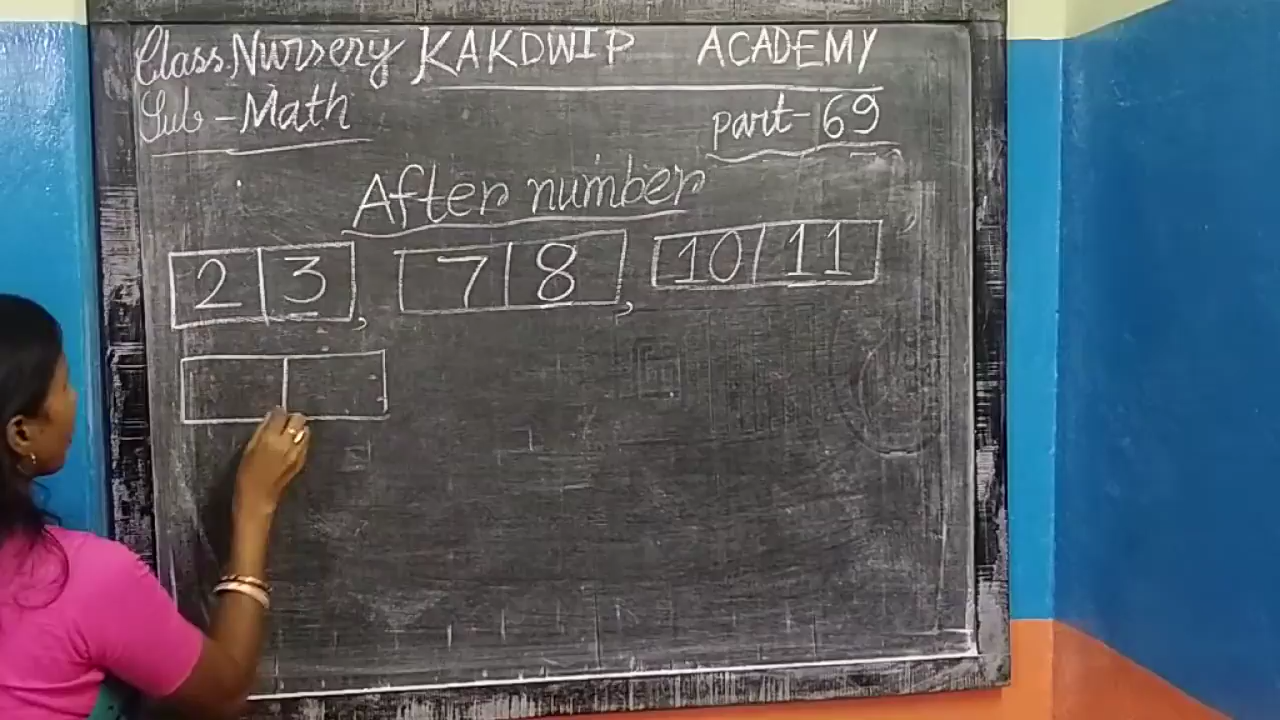 Class. Nursery KAKDWIP ACADEMY
Sub - Math part-69
After number
2 3, 7 8, 10 11,